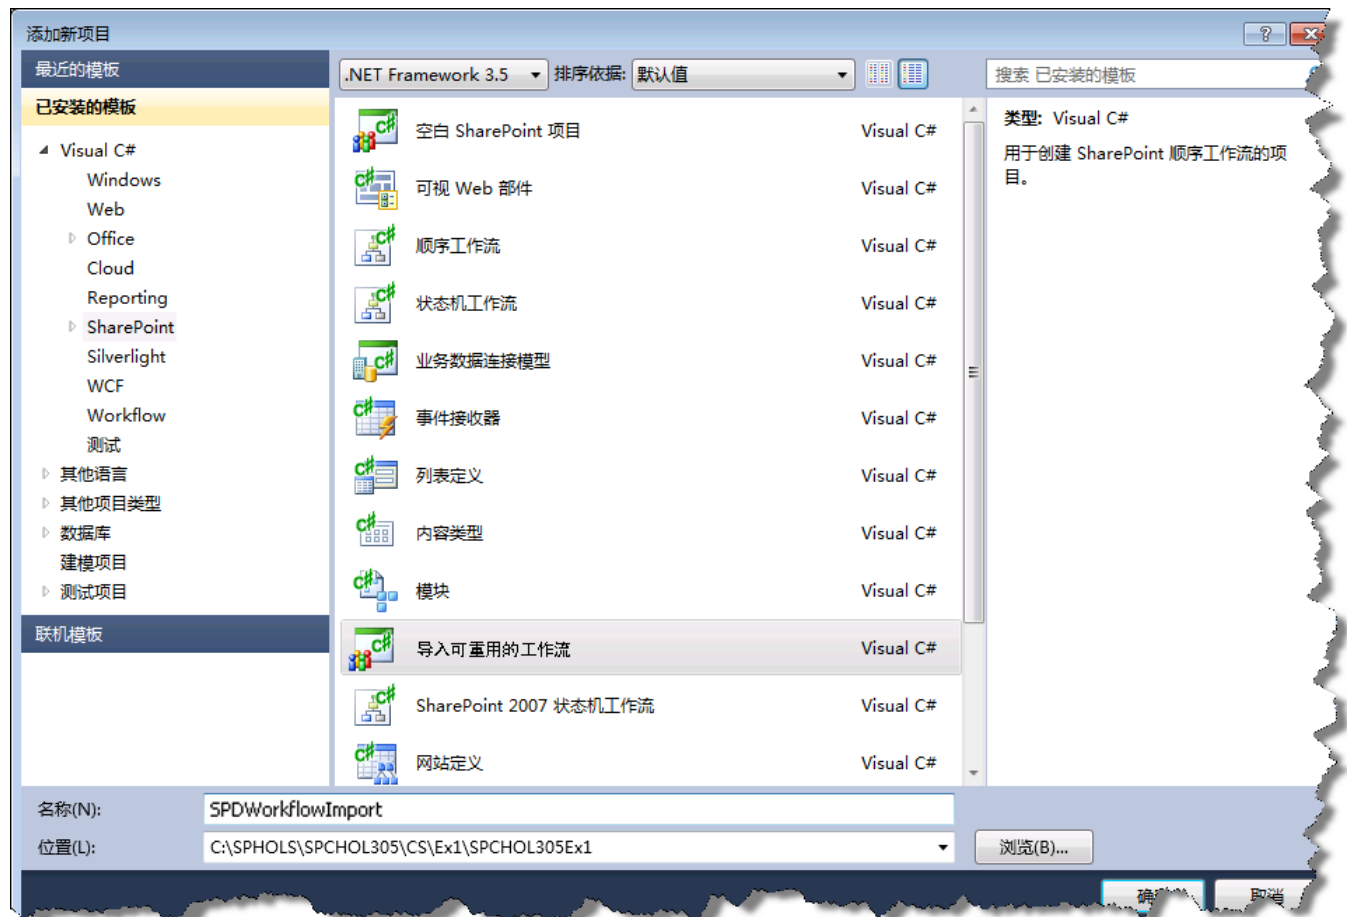 添加新项目
最近的模板
.NET Framework 3.5 排序依据: 默认值
搜索 已安装的模板
已安装的模板
Visual C#
Windows
Web
Office
Cloud
Reporting
SharePoint
Silverlight
WCF
Workflow
测试
其他语言
其他项目类型
数据库
建模项目
测试项目
联机模板
空白 SharePoint 项目 Visual C#
可视 Web 部件 Visual C#
顺序工作流 Visual C#
状态机工作流 Visual C#
业务数据连接模型 Visual C#
事件接收器 Visual C#
列表定义 Visual C#
内容类型 Visual C#
模块 Visual C#
导入可重用的工作流 Visual C#
SharePoint 2007 状态机工作流 Visual C#
网站定义 Visual C#
类型: Visual C#
用于创建 SharePoint 顺序工作流的项
目。
名称(N): SPDWorkflowImport
位置(L): C:\SPHOLS\SPCHOL305\CS\Ex1\SPCHOL305Ex1 浏览(B)...
取消